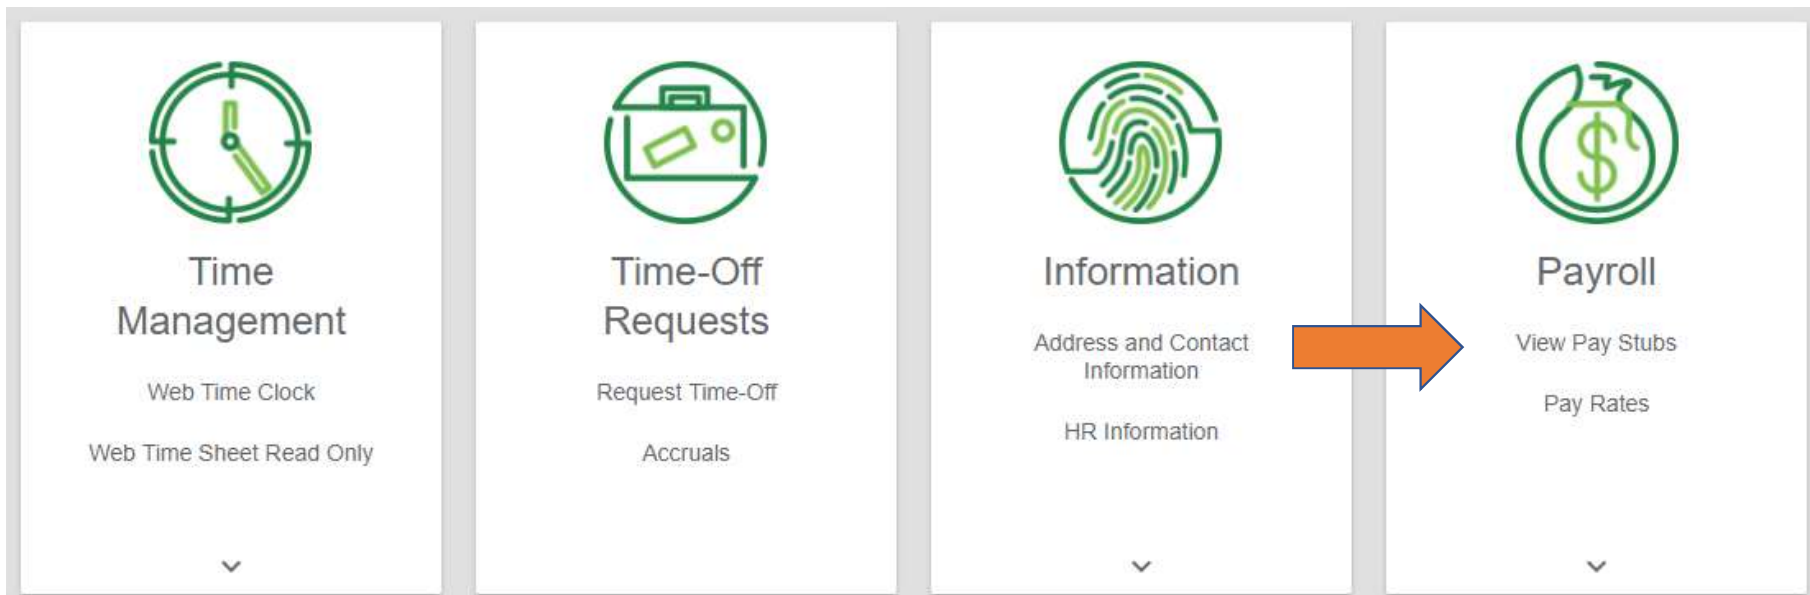 Time
Management
Web Time Clock
Web Time Sheet Read Only
Time-Off
Requests
Request Time-Off
Accruals
Information
Address and Contact
Information
HR Information
Payroll
View Pay Stubs
Pay Rates